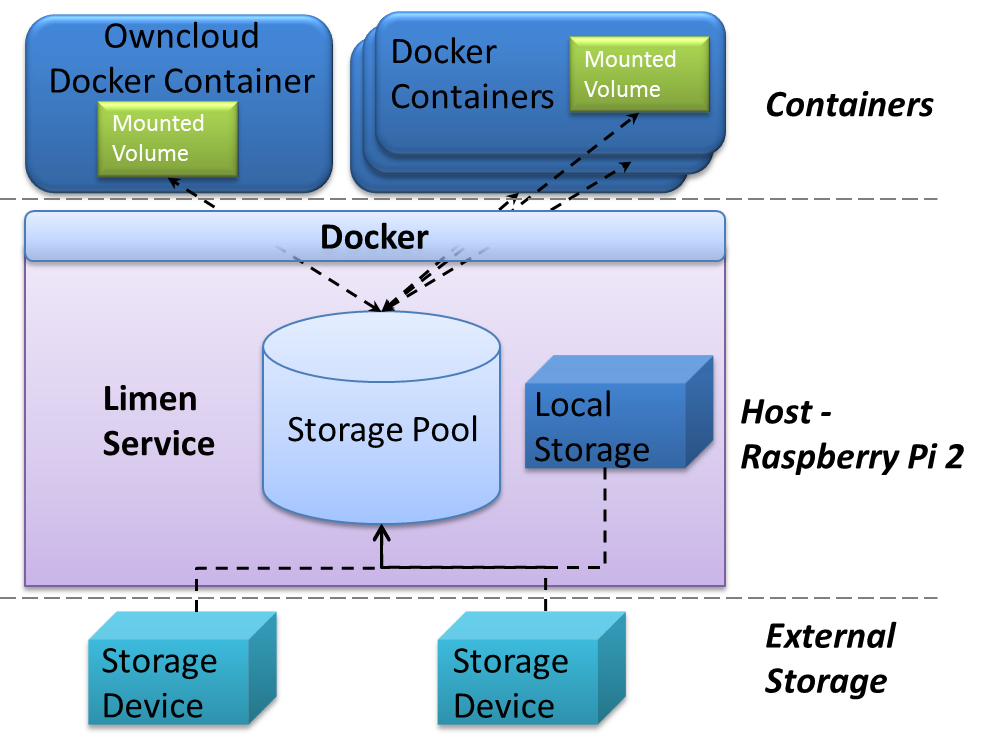 Owncloud
Docker Container
Mounted
Volume
Docker
Containers
Mounted
Volume
Containers
Docker
Limen
Service
Storage Pool
Local
Storage
Host -
Raspberry Pi 2
Storage
Device
Storage
Device
External
Storage